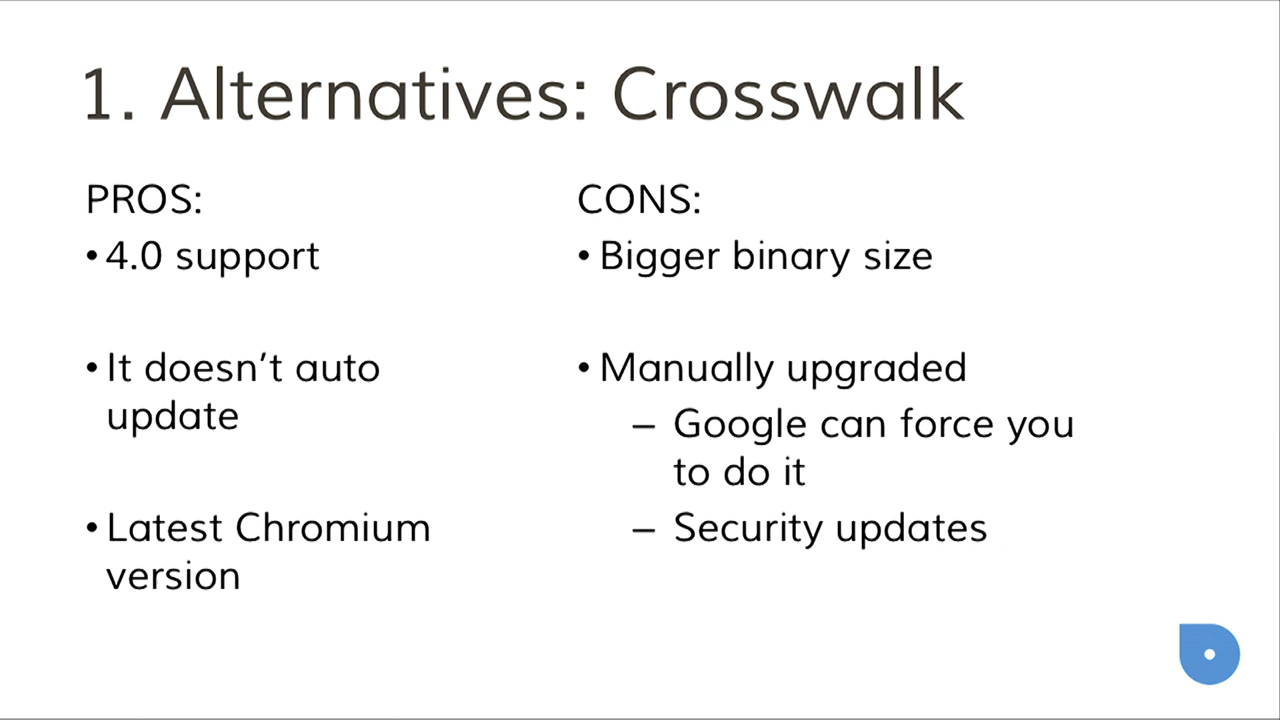 1. Alternatives: Crosswalk
PROS:
• 4.0 support
• It doesn’t auto
update
• Latest Chromium
version
CONS:
• Bigger binary size
• Manually upgraded
– Google can force you
to do it
– Security updates